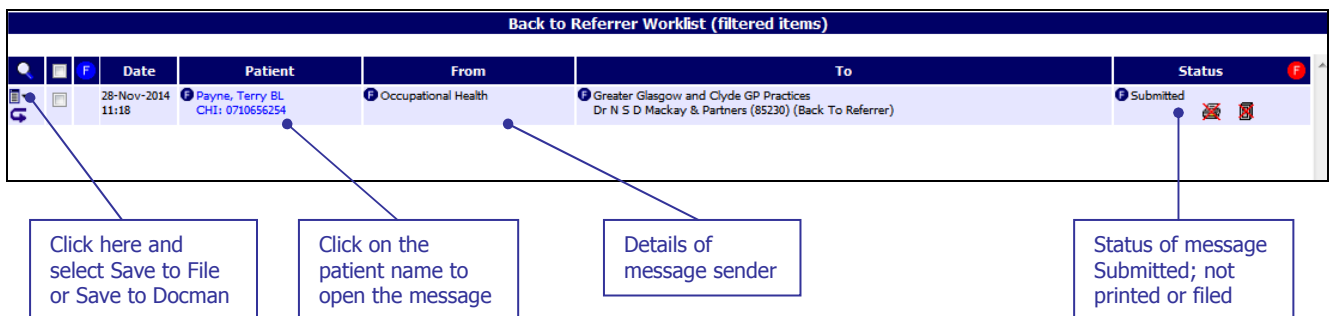 Back to Referrer Worklist (filtered items)
F Date Patient From To Status F
28-Nov-2014 F Payne, Terry BL F Occupational Health F Greater Glasgow and Clyde GP Practices F Submitted
11:18 CHI: 0710656254 Dr N S D Mackay & Partners (85230) (Back To Referrer)
Click here and
select Save to File
or Save to Docman
Click on the
patient name to
open the message
Details of
message sender
Status of message
Submitted; not
printed or filed